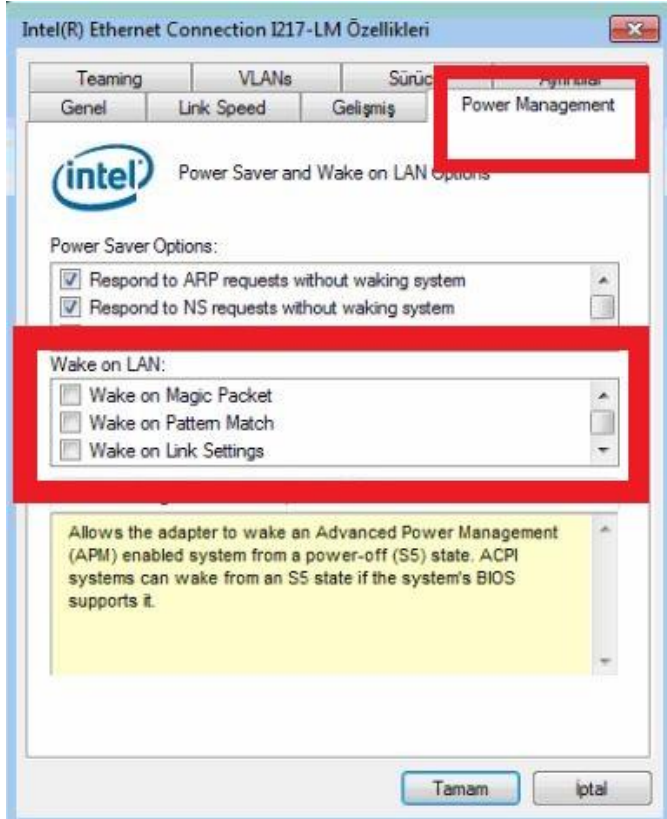 Intel(R) Ethernet Connection I217-LM Özellikleri
Teaming VLANs
Genel Link Speed Gelişmiş Power Management
intel
Power Saver and Wake on LAN Options
Power Saver Options:
Respond to ARP requests without waking system
Respond to NS requests without waking system
Wake on LAN:
Wake on Magic Packet
Wake on Pattern Match
Wake on Link Settings
Allows the adapter to wake an Advanced Power Management
(APM) enabled system from a power-off (S5) state. ACPI
systems can wake from an S5 state if the system's BIOS
supports it.
Tamam İptal